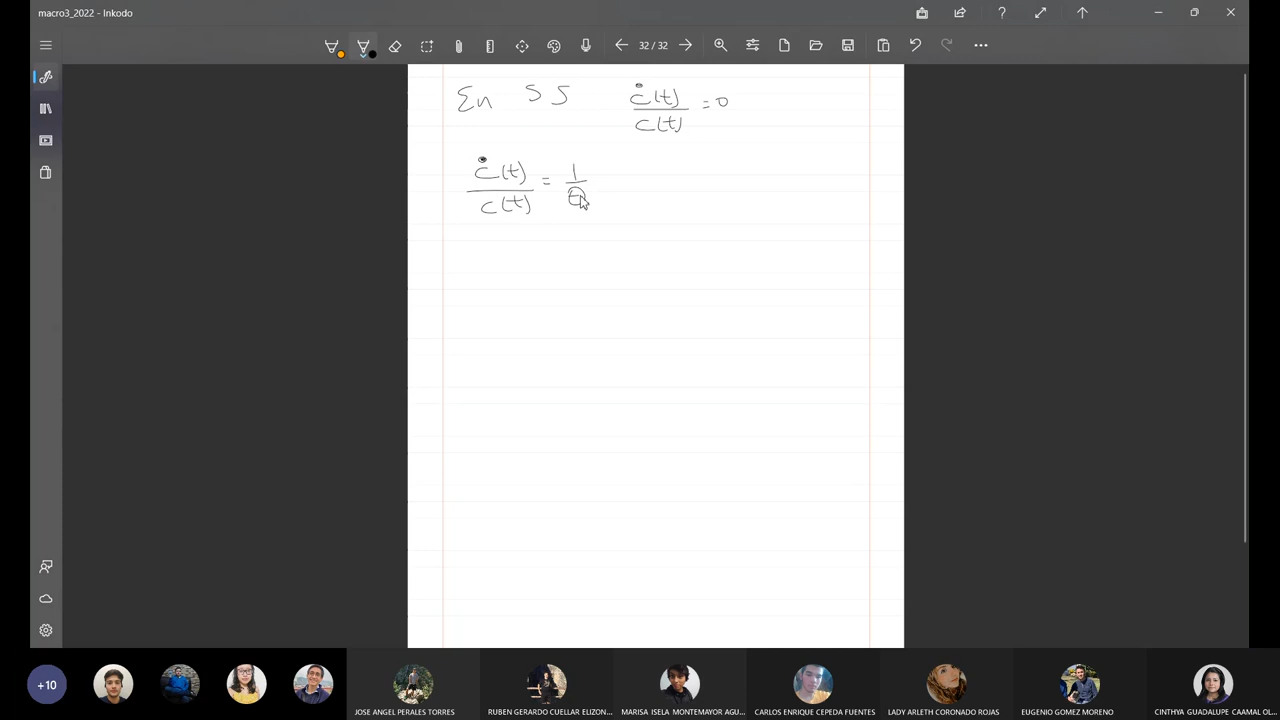 macro3_2022 - Inkodo
32 / 32
En SS ċ(t)/c(t) = 0
ċ(t)/c(t) = 1/θ
+10
JOSE ANGEL PERALES TORRES
RUBEN GERARDO CUELLAR ELIZON...
MARISA ISELA MONTEMAYOR AGU...
CARLOS ENRIQUE CEPEDA FUENTES
LADY ARLETH CORONADO ROJAS
EUGENIO GOMEZ MORENO
CINTHYA GUADALUPE CAAMAL OL...